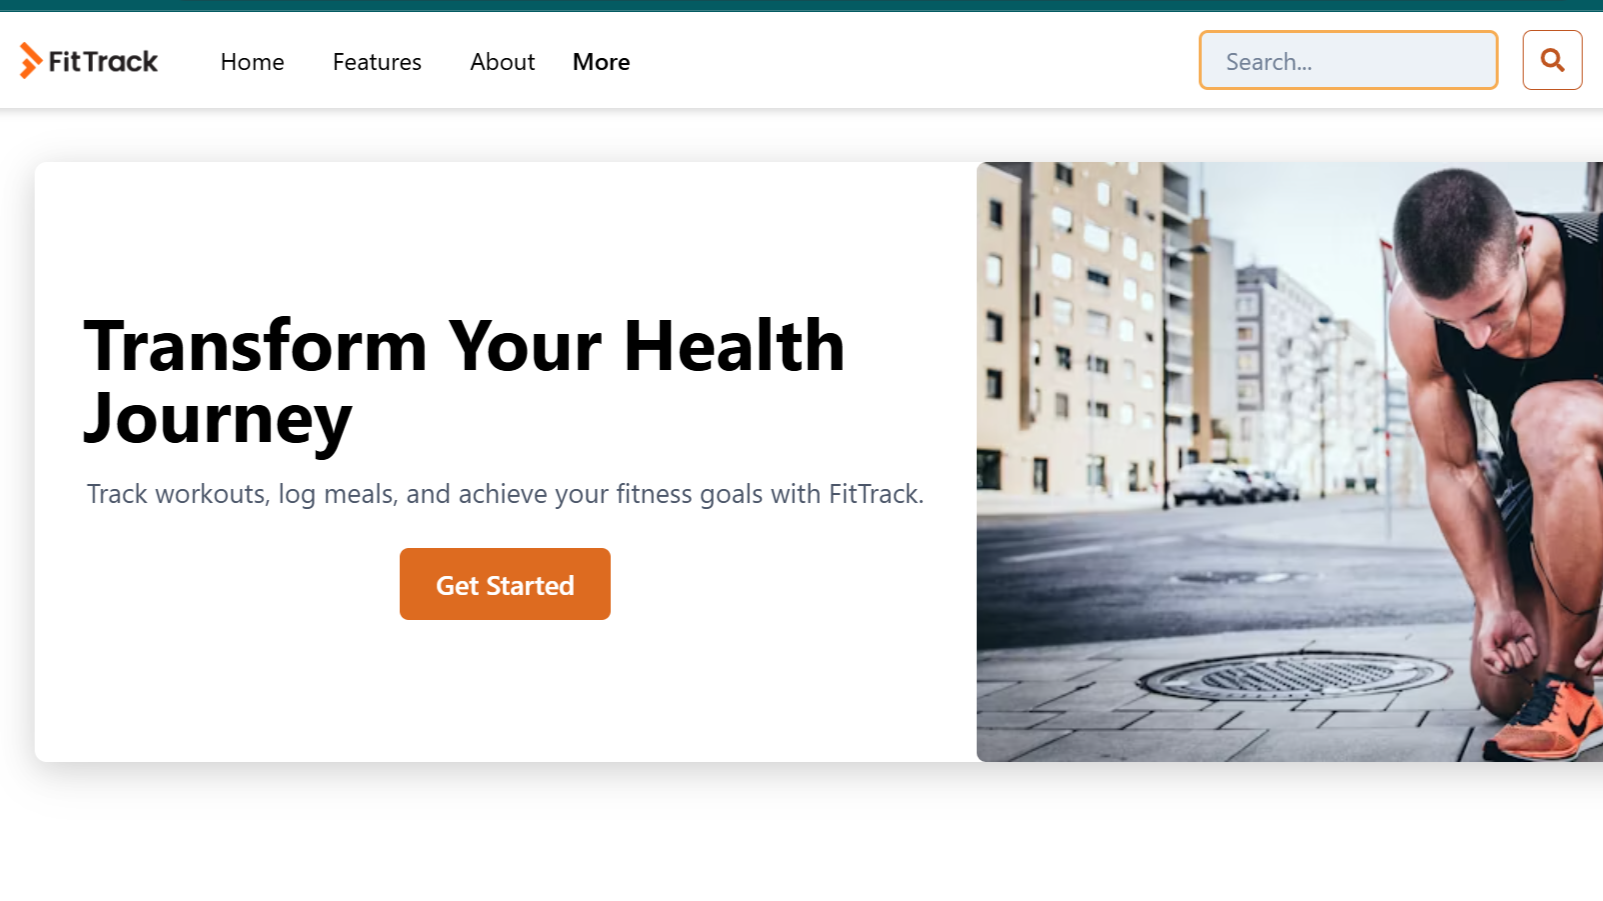 FitTrack
Home
Features
About
More
Search...
Transform Your Health
Journey
Track workouts, log meals, and achieve your fitness goals with FitTrack.
Get Started